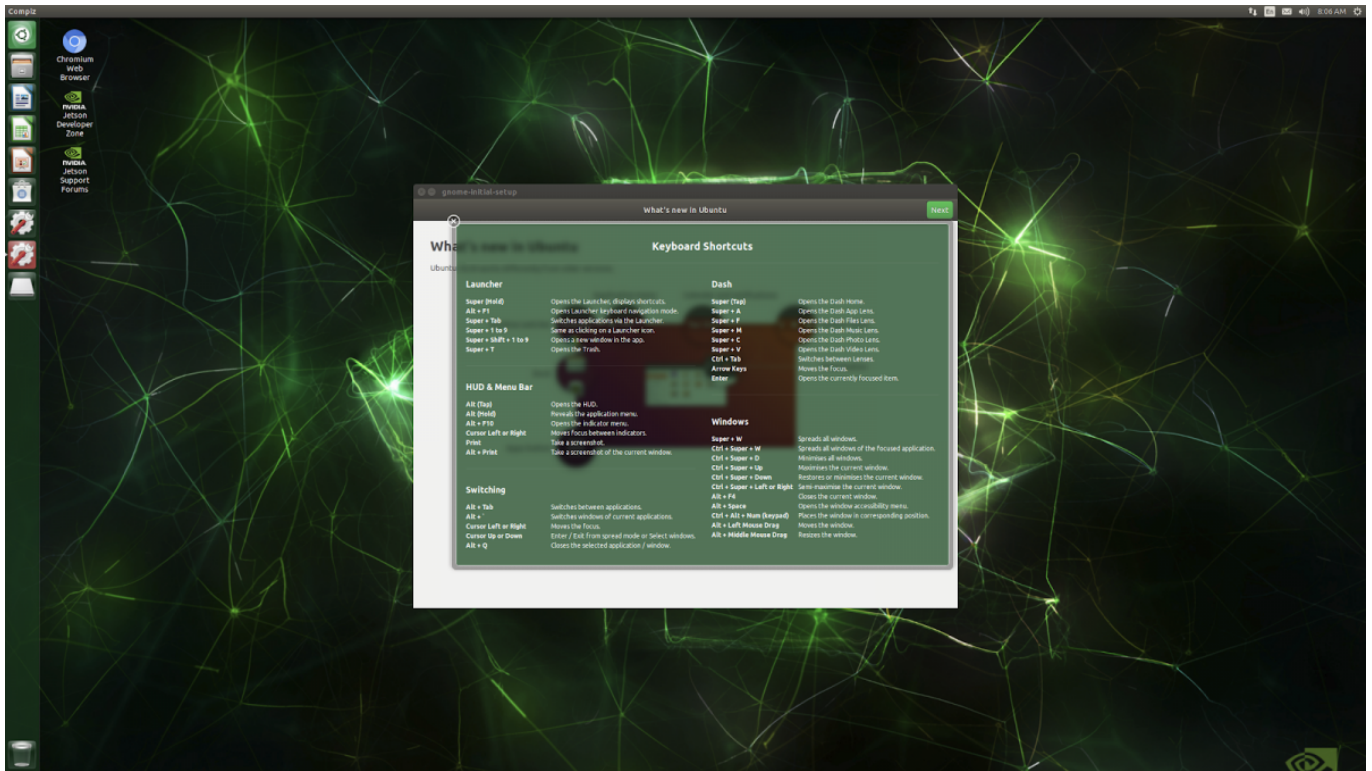 Compiz
En
8:06 AM
Chromium
Web
Browser
NVIDIA.
Jetson
Developer
Zone
NVIDIA.
Jetson
Support
Forums
gnome-initial-setup
What's new in Ubuntu
Next
What's new in Ubuntu
Ubuntu
Keyboard Shortcuts
Launcher
Super (Hold) Opens the Launcher, displays shortcuts.
Alt + F1 Opens Launcher keyboard navigation mode.
Super + Tab Switches applications via the Launcher.
Super + 1 to 9 Same as clicking on a Launcher icon.
Super + Shift + 1 to 9 Opens a new window in the app.
Super + T Opens the Trash.
HUD & Menu Bar
Alt (Tap) Opens the HUD.
Alt (Hold) Reveals the application menu.
Alt + F10 Opens the indicator menu.
Cursor Left or Right Moves focus between indicators.
Print Take a screenshot.
Alt + Print Take a screenshot of the current window.
Switching
Alt + Tab Switches between applications.
Alt + ` Switches windows of current applications.
Cursor Left or Right Moves the focus.
Cursor Up or Down Enter / Exit from spread mode or Select windows.
Alt + Q Closes the selected application / window.
Dash
Super (Tap) Opens the Dash Home.
Super + A Opens the Dash App Lens.
Super + F Opens the Dash Files Lens.
Super + M Opens the Dash Music Lens.
Super + C Opens the Dash Photo Lens.
Super + V Opens the Dash Video Lens.
Ctrl + Tab Switches between Lenses.
Arrow Keys Moves the focus.
Enter Opens the currently focused item.
Windows
Super + W Spreads all windows.
Ctrl + Super + W Spreads all windows of the focused application.
Ctrl + Super + D Minimises all windows.
Ctrl + Super + Up Maximises the current window.
Ctrl + Super + Down Restores or minimises the current window.
Ctrl + Super + Left or Right Semi-maximise the current window.
Alt + F4 Closes the current window.
Alt + Space Opens the window accessibility menu.
Ctrl + Alt + Num (keypad) Places the window in corresponding position.
Alt + Left Mouse Drag Moves the window.
Alt + Middle Mouse Drag Resizes the window.